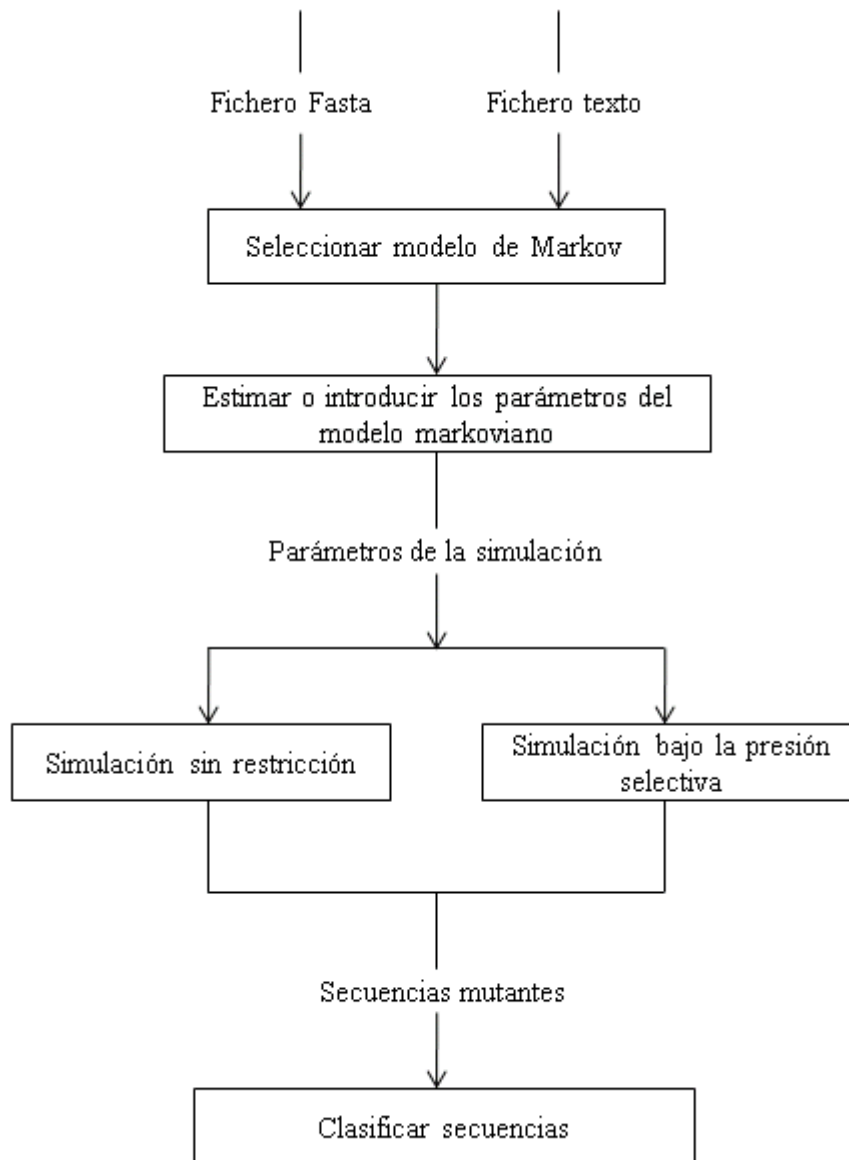 Fichero Fasta
Fichero texto
Seleccionar modelo de Markov
Estimar o introducir los parámetros del
modelo markoviano
Parámetros de la simulación
Simulación sin restricción
Simulación bajo la presión
selectiva
Secuencias mutantes
Clasificar secuencias